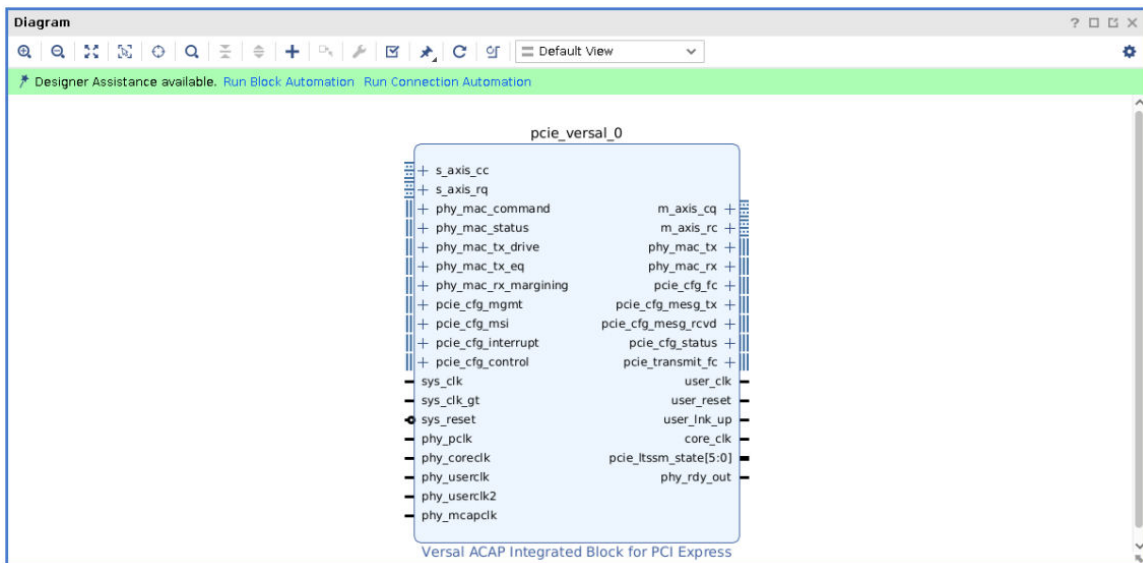 Diagram
Default View
Designer Assistance available. Run Block Automation Run Connection Automation
pcie_versal_0
s_axis_cc
s_axis_rq
phy_mac_command
phy_mac_status
phy_mac_tx_drive
phy_mac_tx_eq
phy_mac_rx_margining
pcie_cfg_mgmt
pcie_cfg_msi
pcie_cfg_interrupt
pcie_cfg_control
sys_clk
sys_clk_gt
sys_reset
phy_pclk
phy_coreclk
phy_userclk
phy_userclk2
phy_mcapclk
m_axis_cq
m_axis_rc
phy_mac_tx
phy_mac_rx
pcie_cfg_fc
pcie_cfg_mesg_tx
pcie_cfg_mesg_rcvd
pcie_cfg_status
pcie_transmit_fc
user_clk
user_reset
user_lnk_up
core_clk
pcie_ltssm_state[5:0]
phy_rdy_out
Versal ACAP Integrated Block for PCI Express